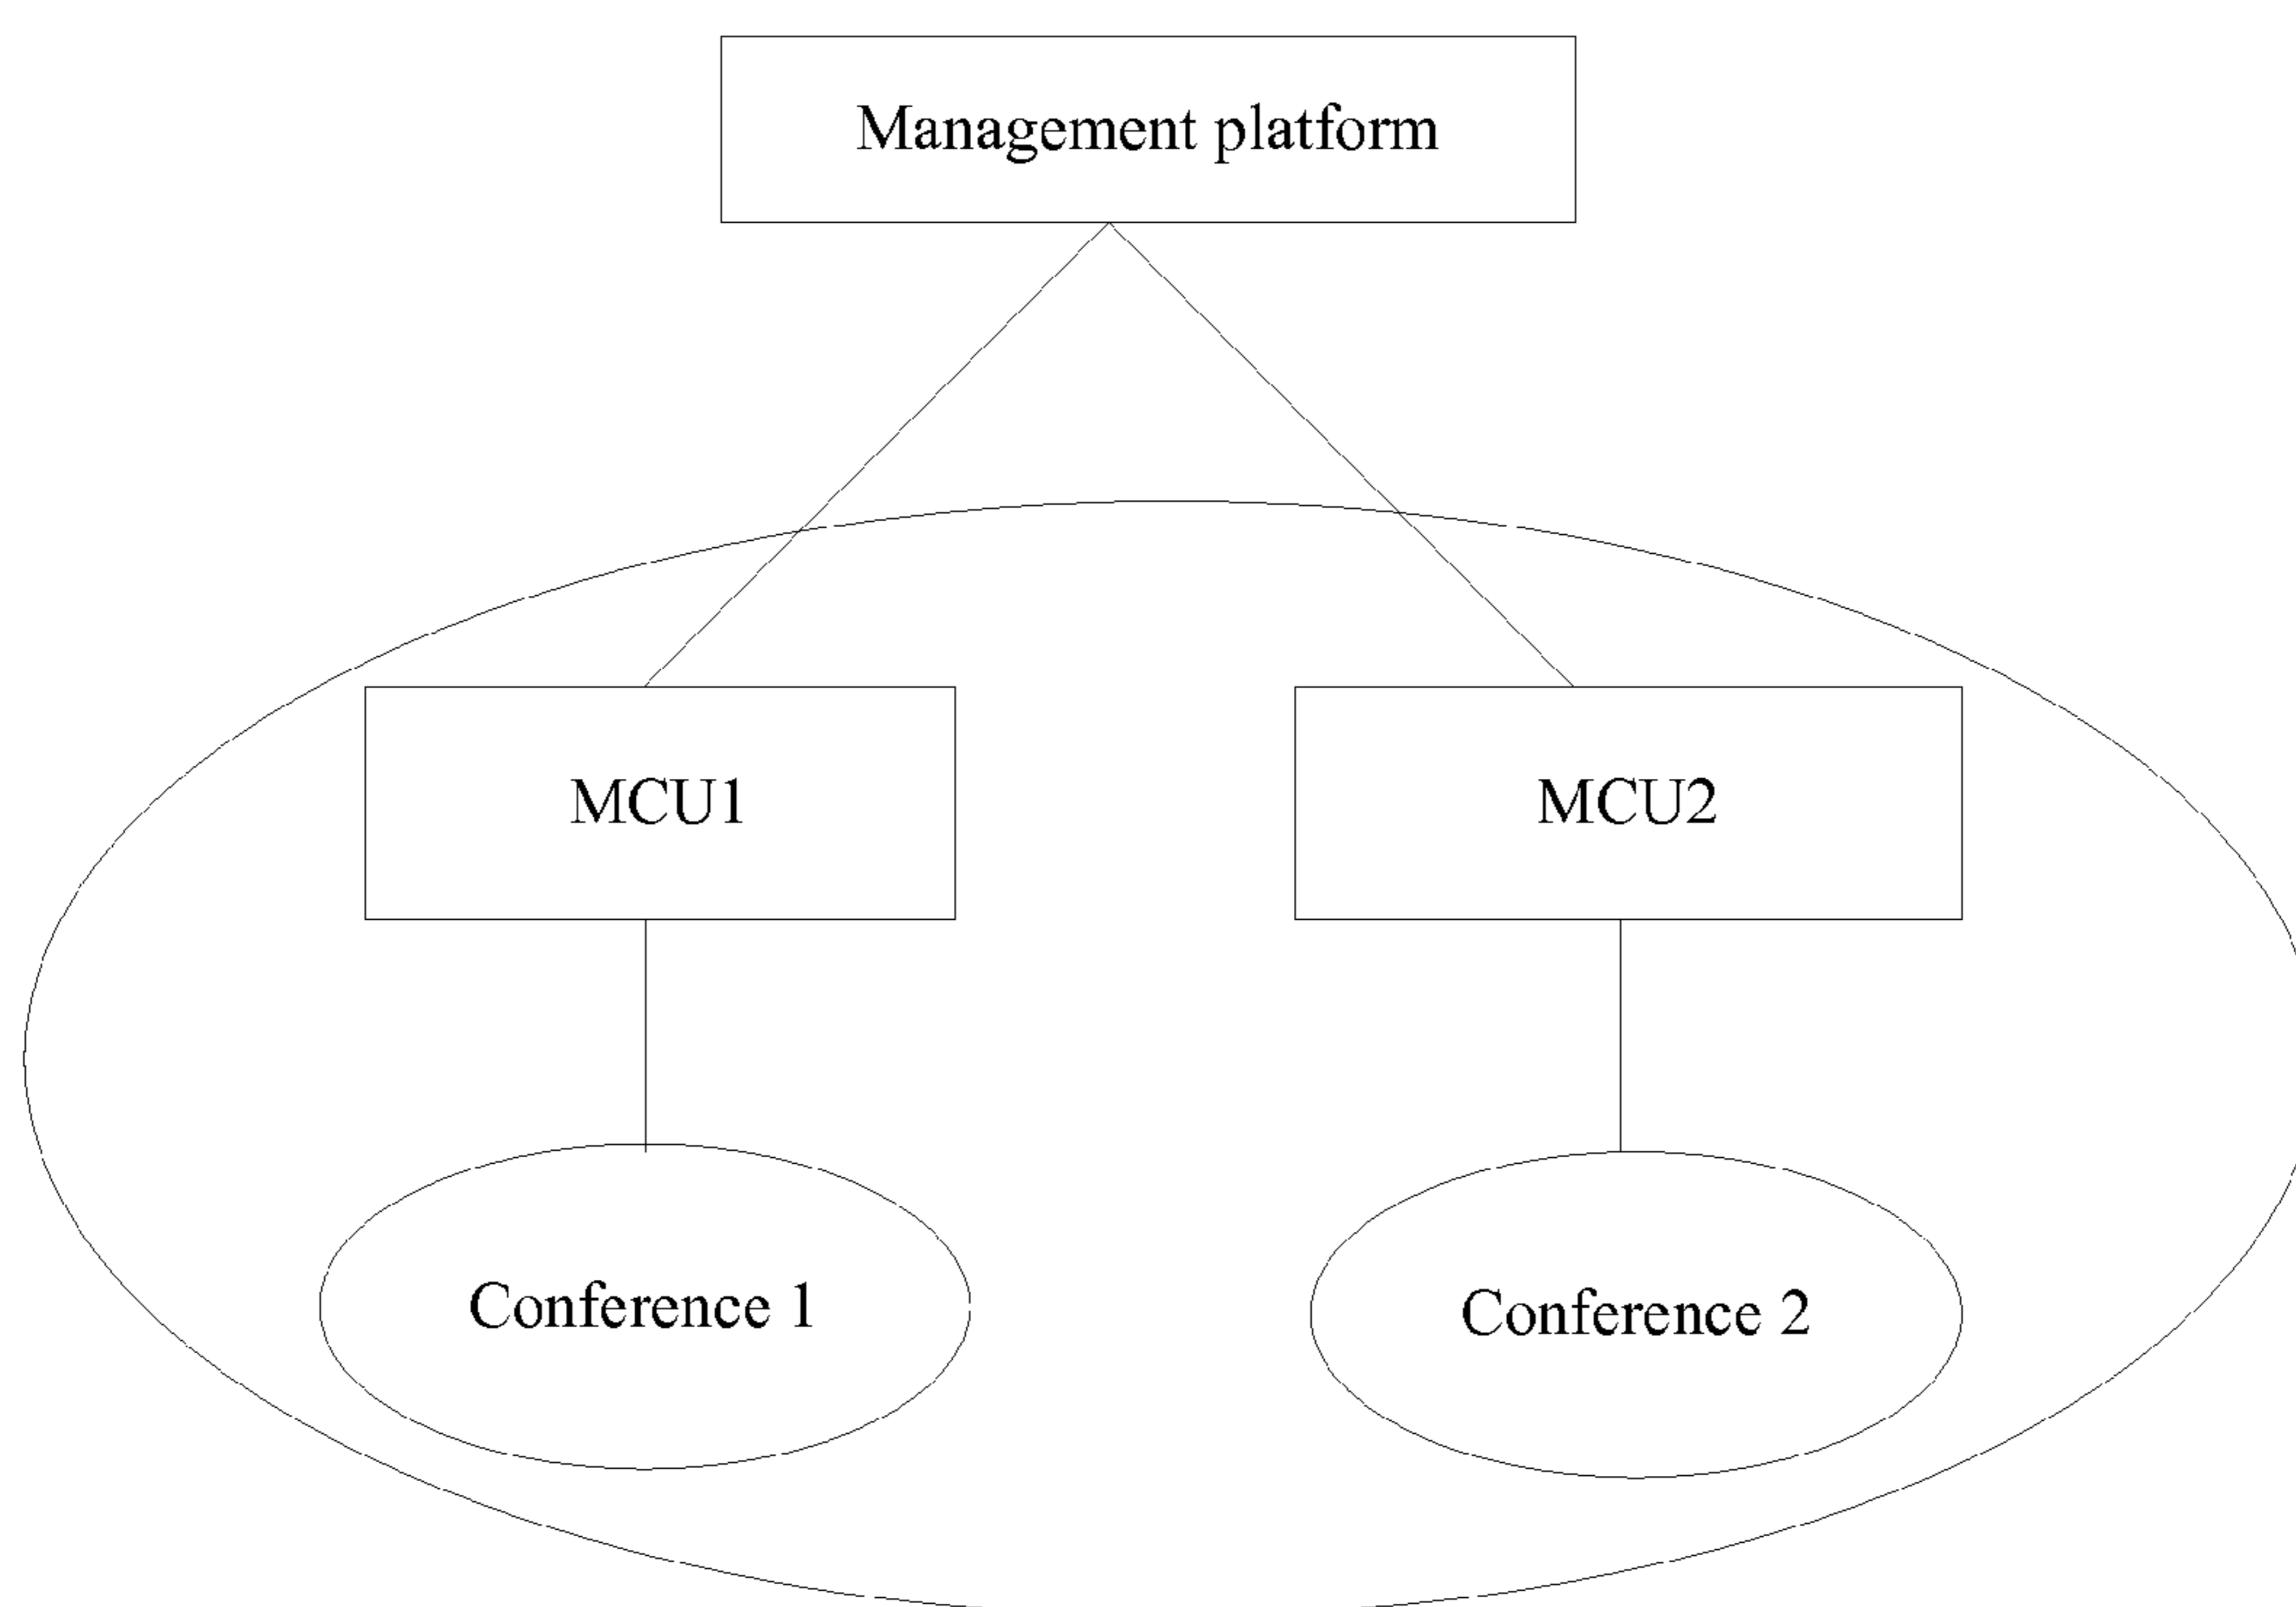 Management platform
MCU1
MCU2
Conference 1
Conference 2